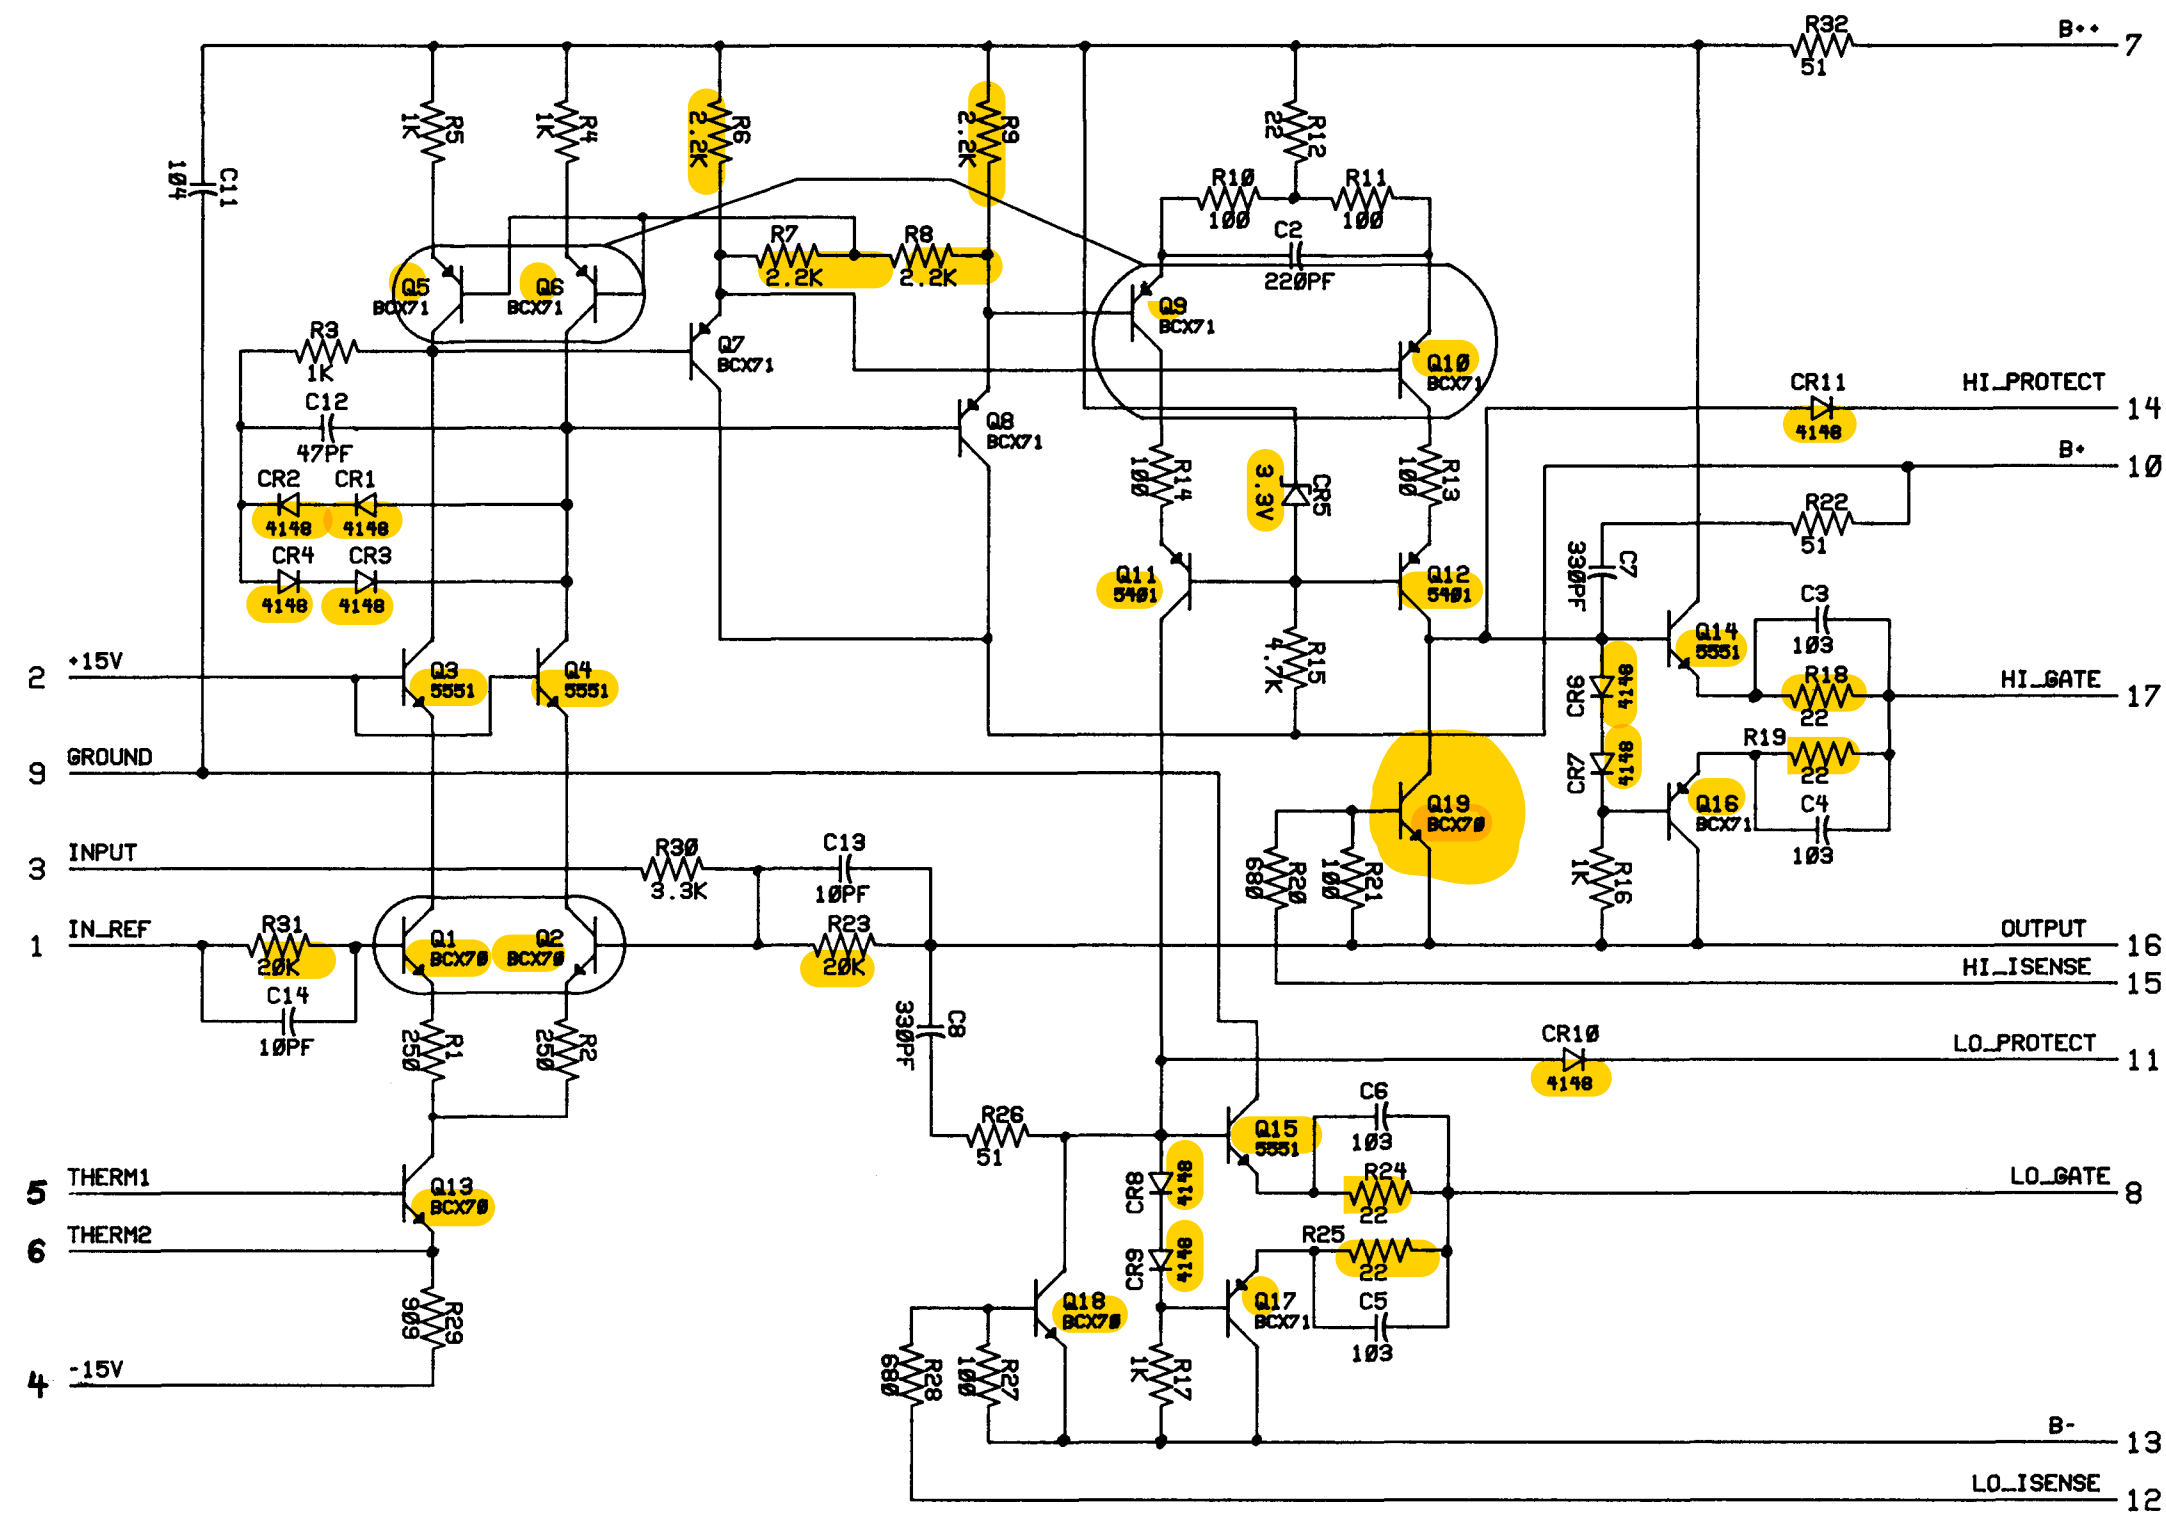 R32
B++
7
51
R5
1K
R4
1K
R6
2.2K
R9
2.2K
R12
22
C11
104
R10
100
R11
100
R7
2.2K
R8
2.2K
C2
220PF
Q5
BCX71
Q6
BCX71
Q9
BCX71
R3
1K
Q7
BCX71
Q10
BCX71
CR11
4148
HI_PROTECT
14
C12
47PF
Q8
BCX71
B+
10
CR2
4148
CR1
4148
R14
100
3.3V
CR5
R13
100
R22
51
CR4
4148
CR3
4148
Q11
5401
Q12
5401
C7
330PF
C3
103
+15V
2
Q3
5551
Q4
5551
R15
4.7K
Q14
5551
CR6
4148
R18
22
HI_GATE
17
GROUND
9
CR7
4148
R19
22
Q19
BCX70
Q16
BCX71
C4
103
INPUT
3
R30
3.3K
C13
10PF
R20
680
R21
100
R16
1K
IN_REF
1
R31
20K
C14
10PF
Q1
BCX70
Q2
BCX70
R23
20K
OUTPUT
16
HI_ISENSE
15
R1
250
R2
250
C8
330PF
CR10
4148
LO_PROTECT
11
R26
51
C6
103
Q15
5551
CR8
4148
R24
22
LO_GATE
8
THERM1
5
Q13
BCX70
THERM2
6
CR9
4148
R25
22
Q18
BCX70
Q17
BCX71
C5
103
R29
909
R28
680
R27
100
R17
1K
-15V
4
B-
13
LO_ISENSE
12